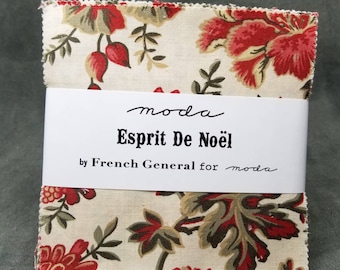 moda
Esprit De Noël
by French General for moda